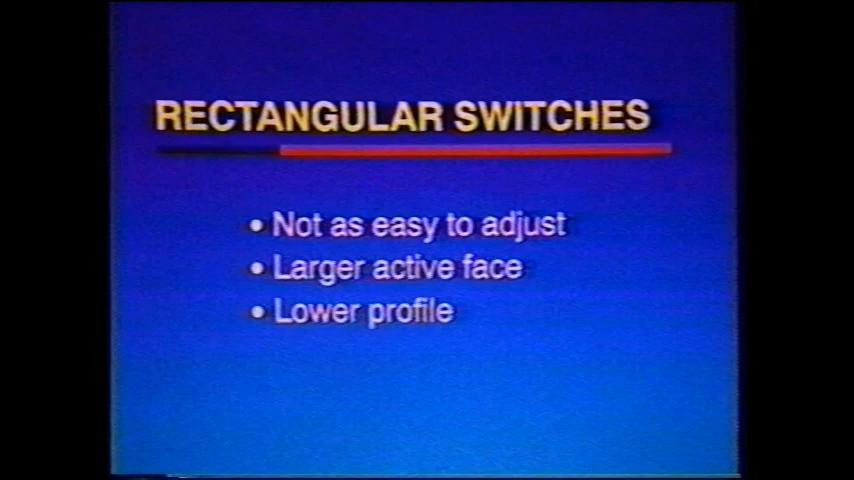 RECTANGULAR SWITCHES
• Not as easy to adjust
• Larger active face
• Lower profile